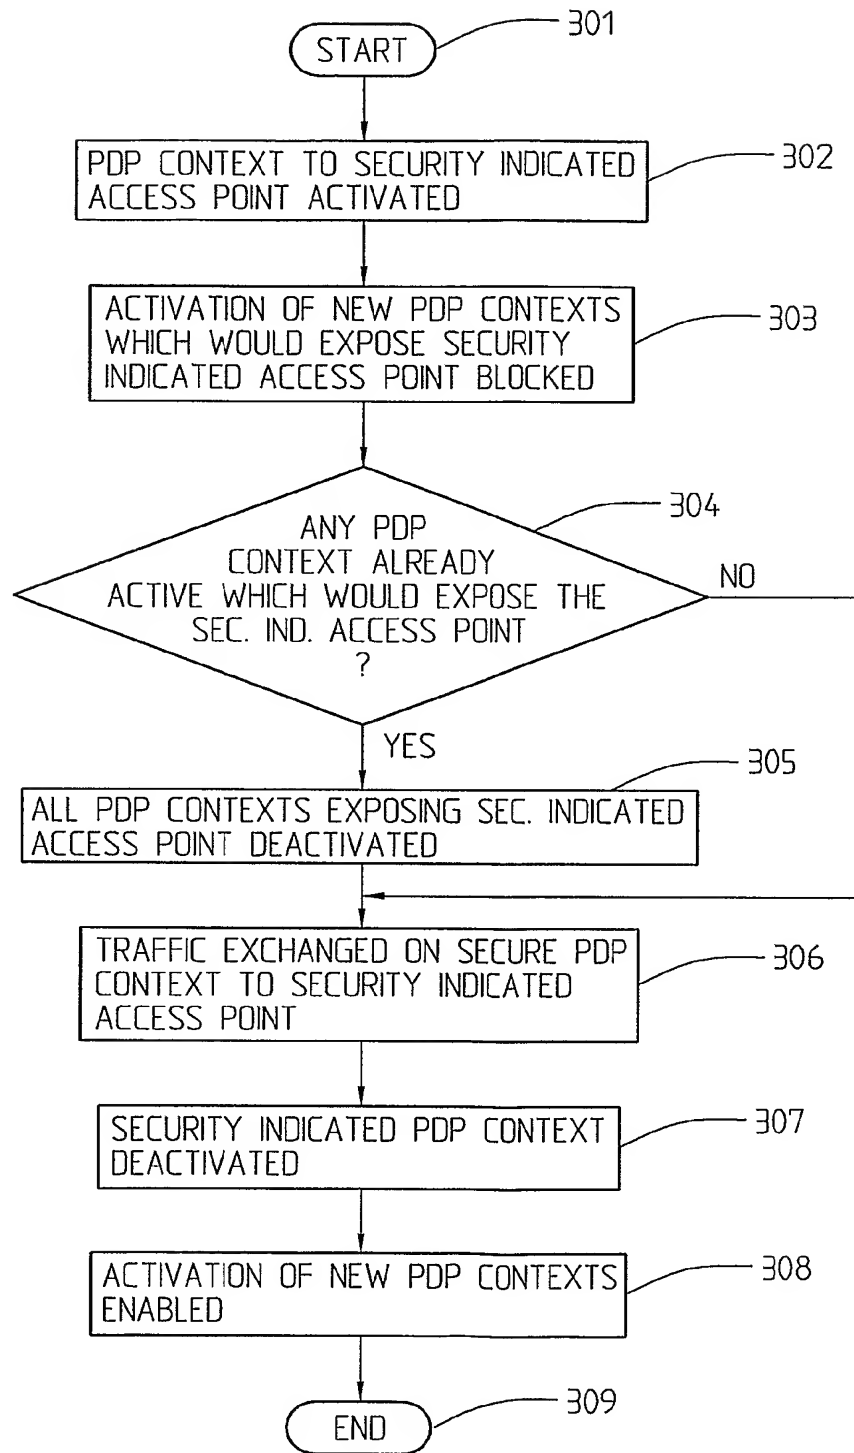 START
301
PDP CONTEXT TO SECURITY INDICATED
ACCESS POINT ACTIVATED
302
ACTIVATION OF NEW PDP CONTEXTS
WHICH WOULD EXPOSE SECURITY
INDICATED ACCESS POINT BLOCKED
303
304
ANY PDP
CONTEXT ALREADY
ACTIVE WHICH WOULD EXPOSE THE
SEC. IND. ACCESS POINT
?
NO
YES
305
ALL PDP CONTEXTS EXPOSING SEC. INDICATED
ACCESS POINT DEACTIVATED
TRAFFIC EXCHANGED ON SECURE PDP
CONTEXT TO SECURITY INDICATED
ACCESS POINT
306
SECURITY INDICATED PDP CONTEXT
DEACTIVATED
307
ACTIVATION OF NEW PDP CONTEXTS
ENABLED
308
END
309